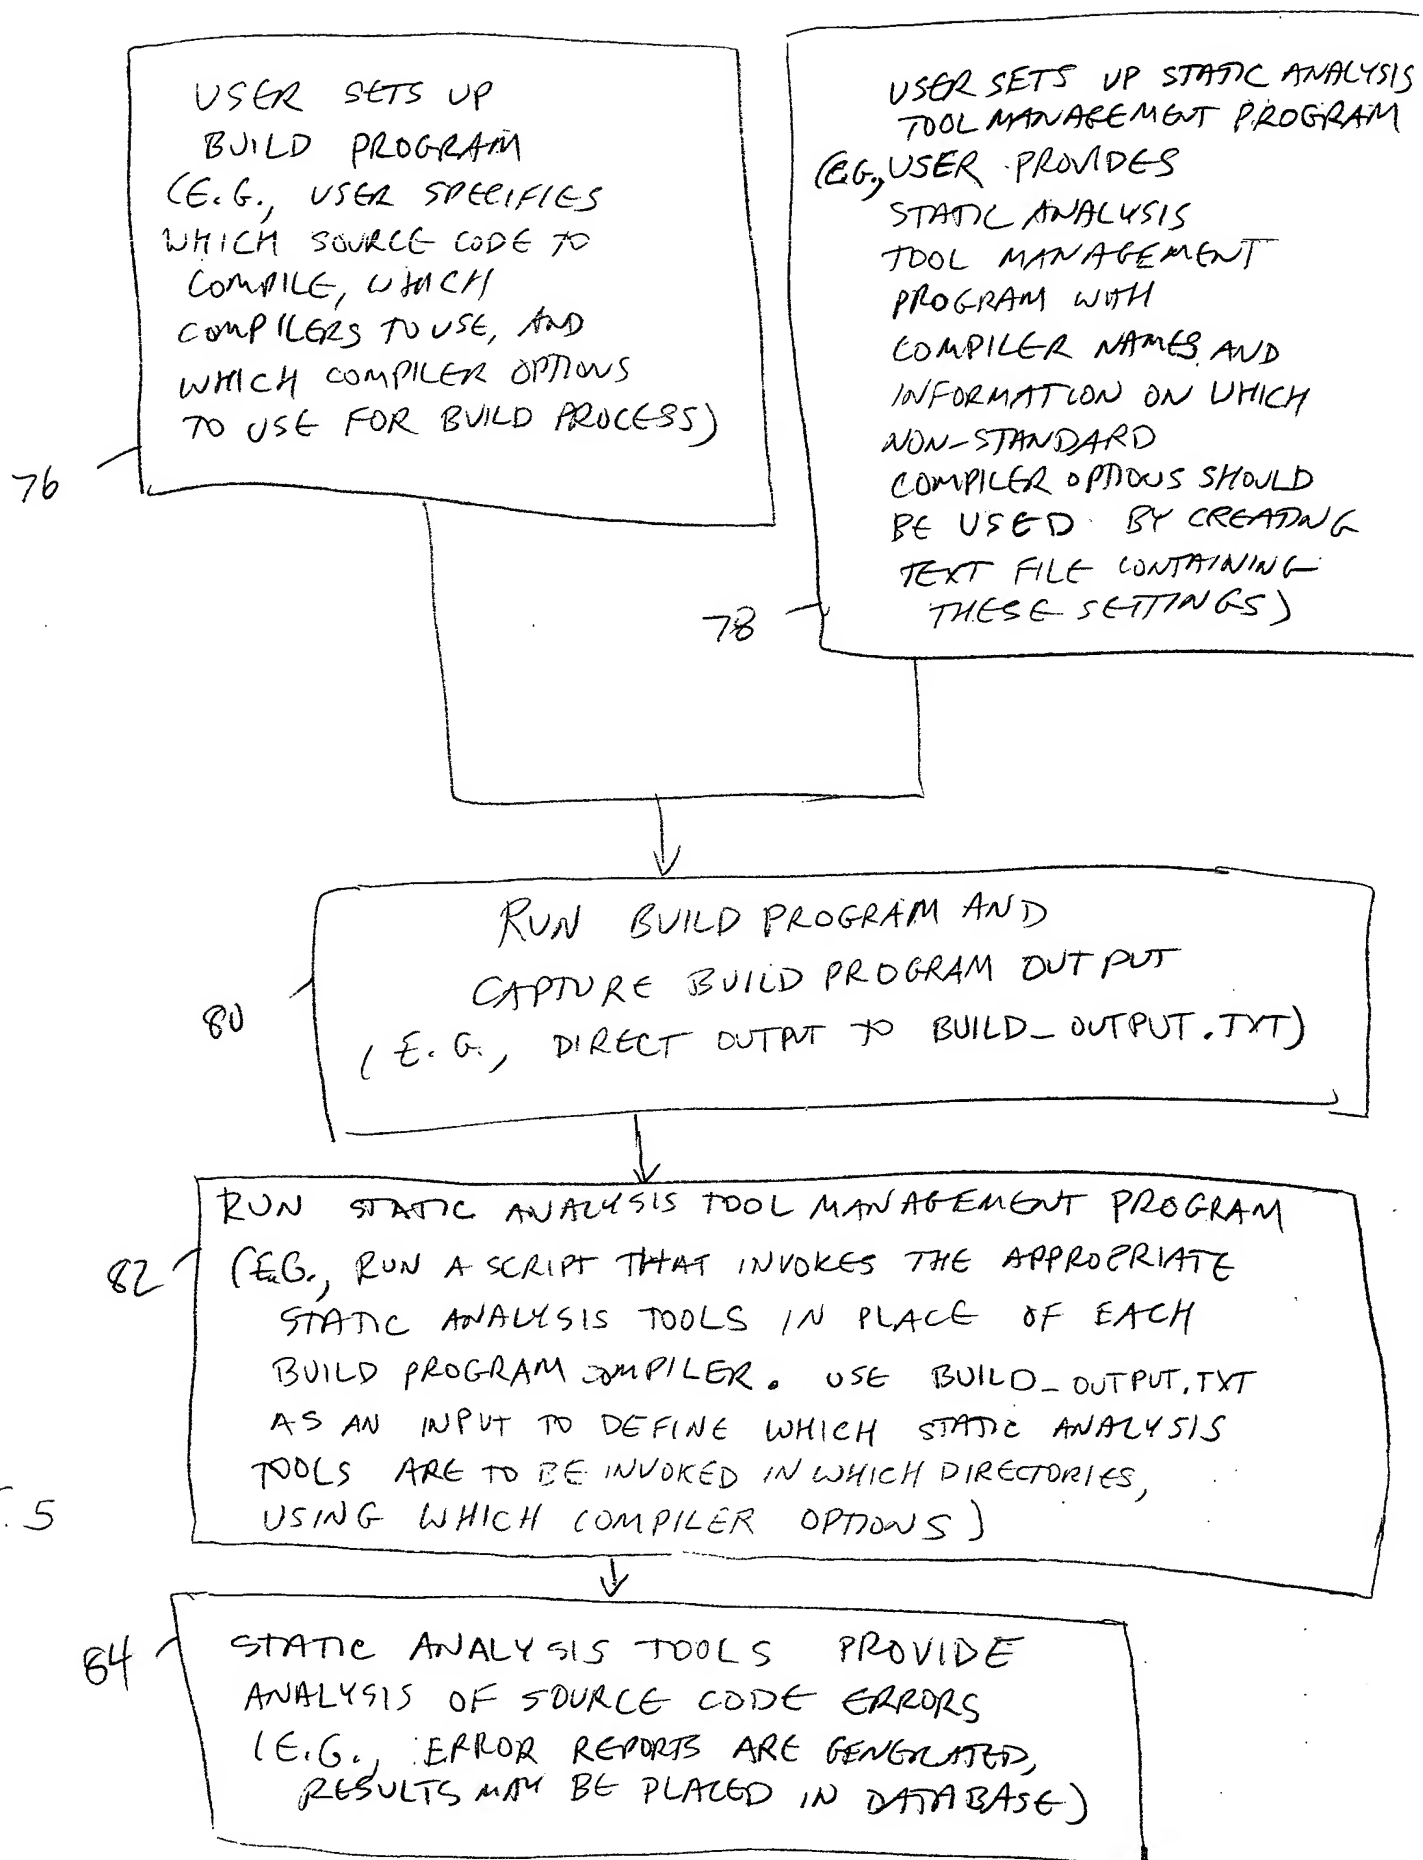 USER SETS UP
BUILD PROGRAM
(E.G., USER SPECIFIES
WHICH SOURCE CODE TO
COMPILE, WHICH
COMPILERS TO USE, AND
WHICH COMPILER OPTIONS
TO USE FOR BUILD PROCESS)
76
USER SETS UP STATIC ANALYSIS
TOOL MANAGEMENT PROGRAM
(E.G., USER PROVIDES
STATIC ANALYSIS
TOOL MANAGEMENT
PROGRAM WITH
COMPILER NAMES AND
INFORMATION ON WHICH
NON-STANDARD
COMPILER OPTIONS SHOULD
BE USED BY CREATING
TEXT FILE CONTAINING
THESE SETTINGS)
78
RUN BUILD PROGRAM AND
CAPTURE BUILD PROGRAM OUTPUT
(E.G., DIRECT OUTPUT TO BUILD_OUTPUT.TXT)
80
RUN STATIC ANALYSIS TOOL MANAGEMENT PROGRAM
(E.G., RUN A SCRIPT THAT INVOKES THE APPROPRIATE
STATIC ANALYSIS TOOLS IN PLACE OF EACH
BUILD PROGRAM COMPILER. USE BUILD_OUTPUT.TXT
AS AN INPUT TO DEFINE WHICH STATIC ANALYSIS
TOOLS ARE TO BE INVOKED IN WHICH DIRECTORIES,
USING WHICH COMPILER OPTIONS)
82
. 5
STATIC ANALYSIS TOOLS PROVIDE
ANALYSIS OF SOURCE CODE ERRORS
(E.G., ERROR REPORTS ARE GENERATED,
RESULTS MAY BE PLACED IN DATABASE)
84